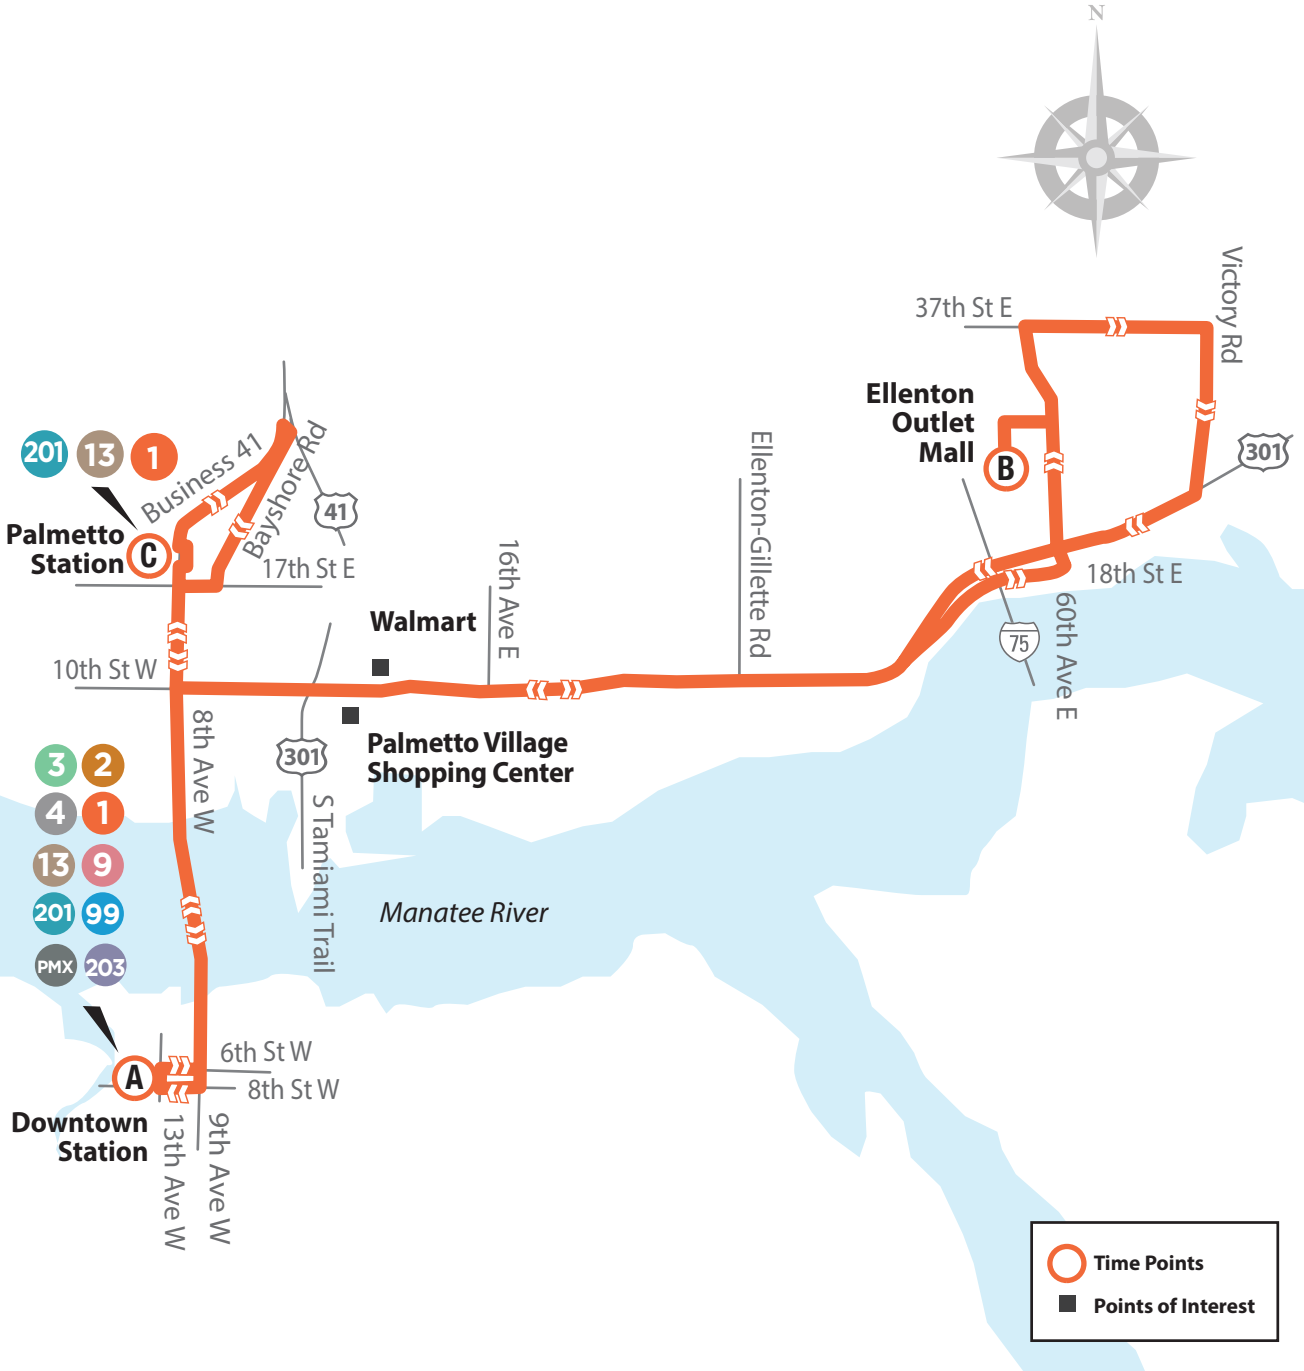 N
37th St E
Victory Rd
Ellenton
Outlet
Mall
B
301
201
13
1
Business 41
Bayshore Rd
41
Palmetto
Station
C
17th St E
Ellenton-Gillette Rd
16th Ave E
18th St E
60th Ave E
75
Walmart
10th St W
8th Ave W
301
Palmetto Village
Shopping Center
S Tamiami Trail
3
2
4
1
13
9
201
99
PMX
203
Manatee River
6th St W
8th St W
A
Downtown
Station
13th Ave W
9th Ave W
Time Points
Points of Interest